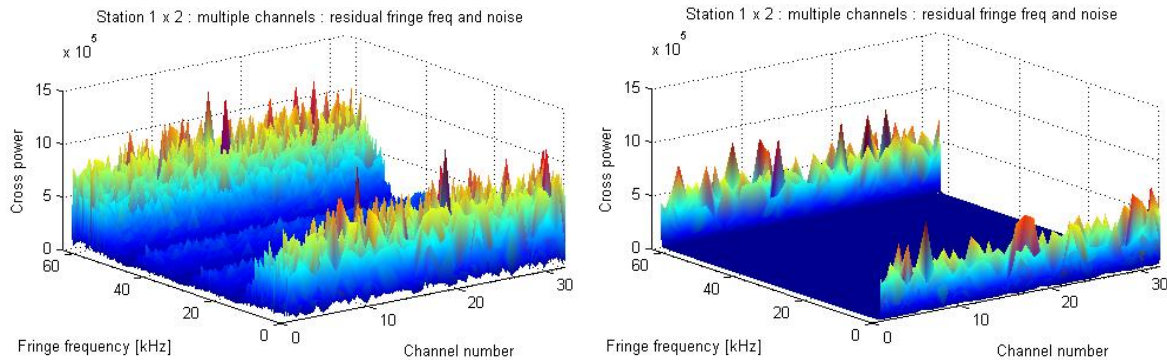 Station 1 x 2 : multiple channels : residual fringe freq and noise
x 10^5
15
10
5
0
Cross power
60
40
20
0
Fringe frequency [kHz]
0
10
20
30
Channel number
Station 1 x 2 : multiple channels : residual fringe freq and noise
x 10^5
15
10
5
0
Cross power
60
40
20
0
Fringe frequency [kHz]
0
10
20
30
Channel number